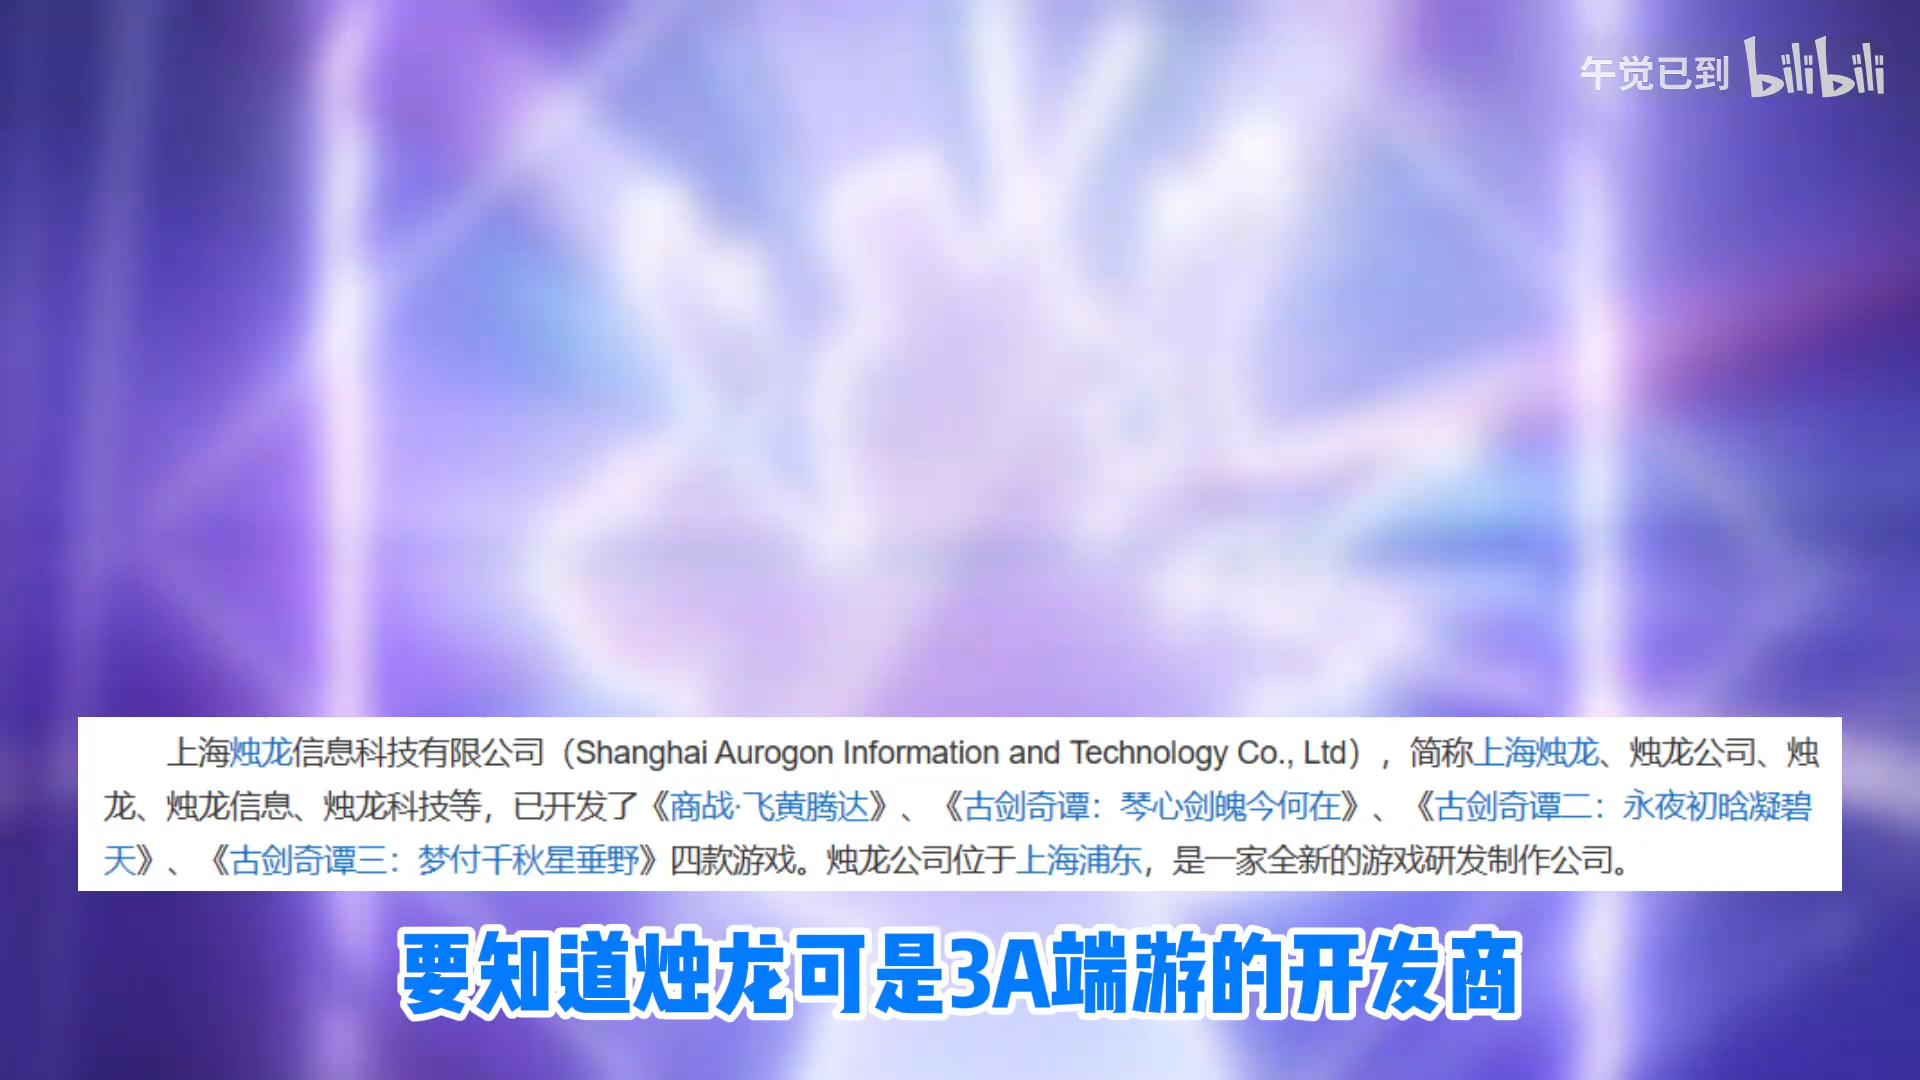 午觉已到 bilibili
上海烛龙信息科技有限公司（Shanghai Aurogon Information and Technology Co., Ltd），简称上海烛龙、烛龙公司、烛
龙、烛龙信息、烛龙科技等，已开发了《商战·飞黄腾达》、《古剑奇谭：琴心剑魄今何在》、《古剑奇谭二：永夜初晗凝碧
天》、《古剑奇谭三：梦付千秋星垂野》四款游戏。烛龙公司位于上海浦东，是一家全新的游戏研发制作公司。
要知道烛龙可是3A端游的开发商